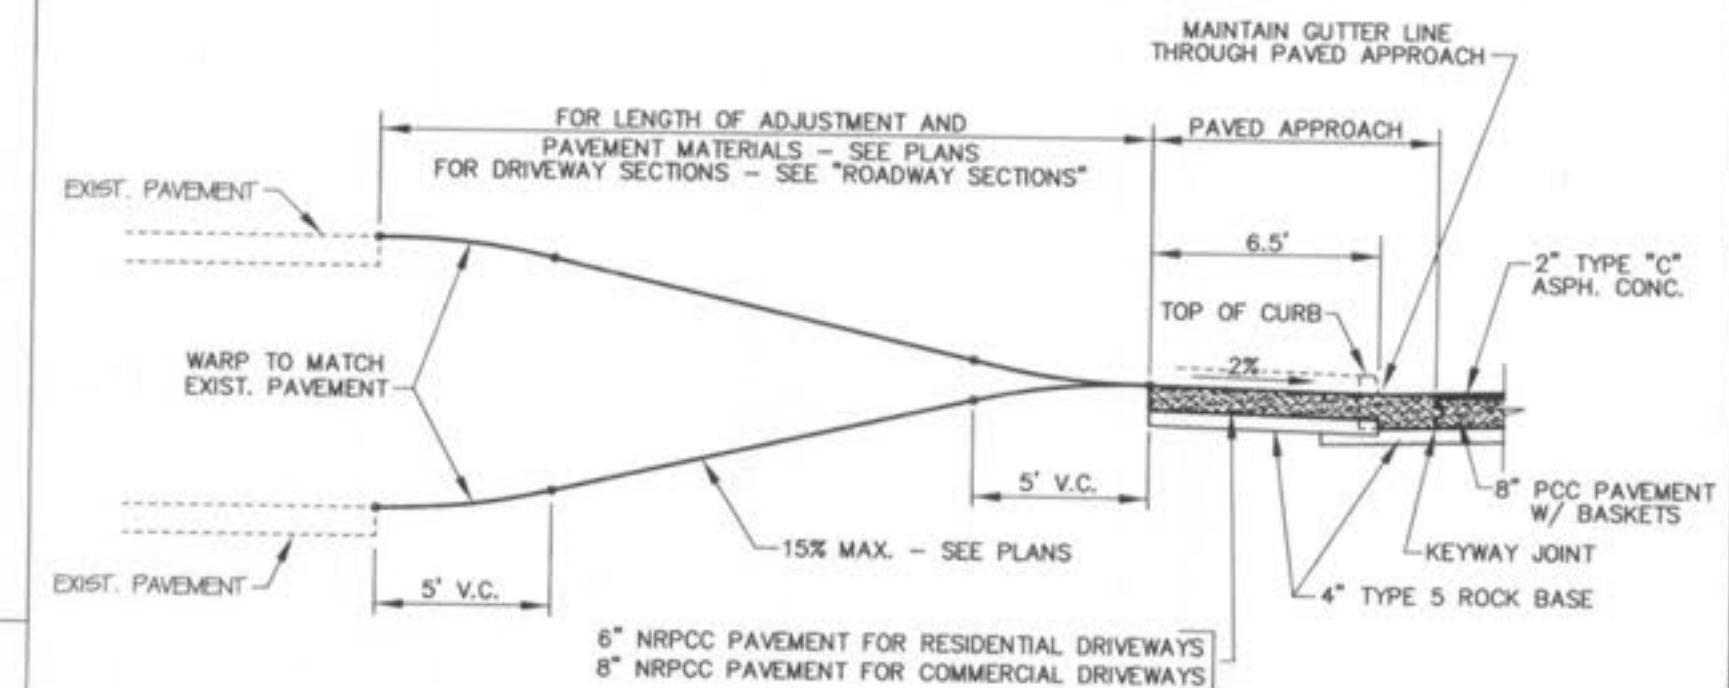 MAINTAIN GUTTER LINE
THROUGH PAVED APPROACH
FOR LENGTH OF ADJUSTMENT AND
PAVEMENT MATERIALS - SEE PLANS
FOR DRIVEWAY SECTIONS - SEE "ROADWAY SECTIONS"
PAVED APPROACH
EXIST. PAVEMENT
6.5'
2" TYPE "C"
ASPH. CONC.
TOP OF CURB
2%
WARP TO MATCH
EXIST. PAVEMENT
5' V.C.
8" PCC PAVEMENT
W/ BASKETS
15% MAX. - SEE PLANS
KEYWAY JOINT
EXIST. PAVEMENT
5' V.C.
4" TYPE 5 ROCK BASE
6" NRPCC PAVEMENT FOR RESIDENTIAL DRIVEWAYS
8" NRPCC PAVEMENT FOR COMMERCIAL DRIVEWAYS